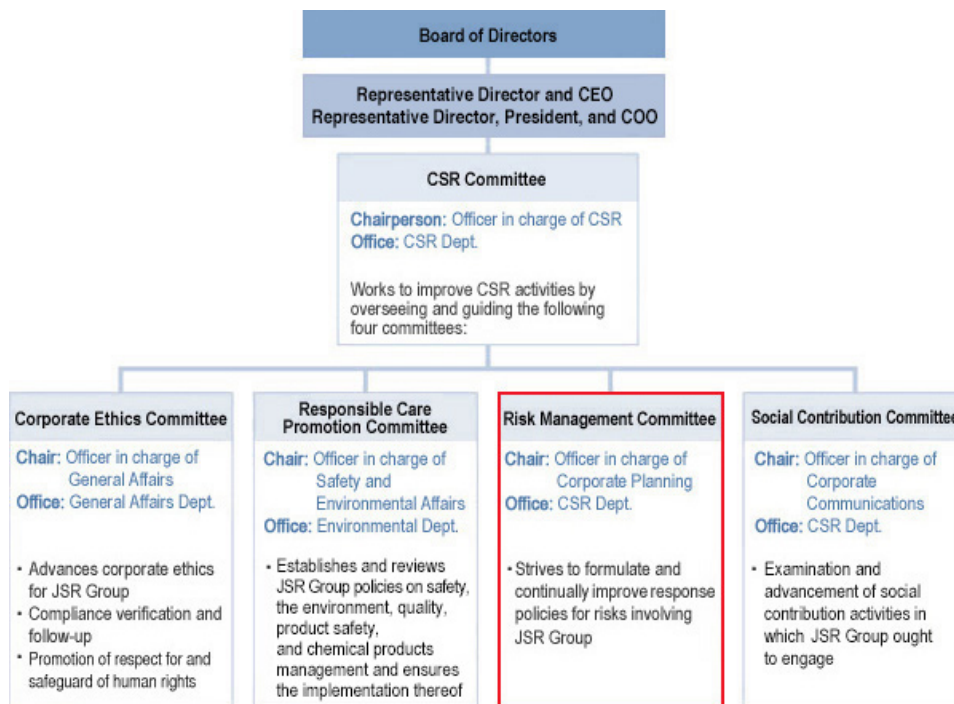 Board of Directors
Representative Director and CEO
Representative Director, President, and COO
CSR Committee
Chairperson: Officer in charge of CSR
Office: CSR Dept.
Works to improve CSR activities by
overseeing and guiding the following
four committees:
Corporate Ethics Committee
Chair: Officer in charge of
General Affairs
Office: General Affairs Dept.
・Advances corporate ethics
for JSR Group
・Compliance verification and
follow-up
・Promotion of respect for and
safeguard of human rights
Responsible Care
Promotion Committee
Chair: Officer in charge of
Safety and
Environmental Affairs
Office: Environmental Dept.
・Establishes and reviews
JSR Group policies on safety,
the environment, quality,
product safety,
and chemical products
management and ensures
the implementation thereof
Risk Management Committee
Chair: Officer in charge of
Corporate Planning
Office: CSR Dept.
・Strives to formulate and
continually improve response
policies for risks involving
JSR Group
Social Contribution Committee
Chair: Officer in charge of
Corporate
Communications
Office: CSR Dept.
・Examination and
advancement of social
contribution activities in
which JSR Group ought
to engage